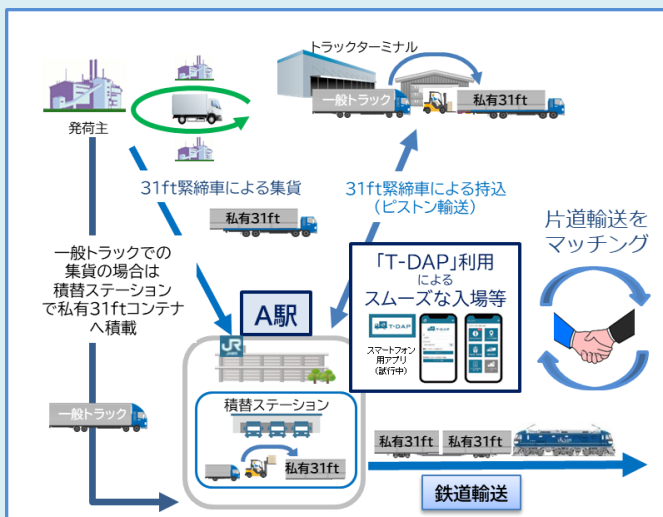 トラックターミナル
一般トラック
私有31ft
発荷主
31ft緊締車による集貨
私有31ft
31ft緊締車による持込
(ピストン輸送)
片道輸送を
マッチング
一般トラックでの
集貨の場合は
積替ステーション
で私有31ftコンテナ
へ積載
「T-DAP」利用
による
スムーズな入場等
T-DAP
スマートフォン
用アプリ
(試行中)
A駅
JR
積替ステーション
私有31ft
一般トラック
私有31ft
私有31ft
鉄道輸送